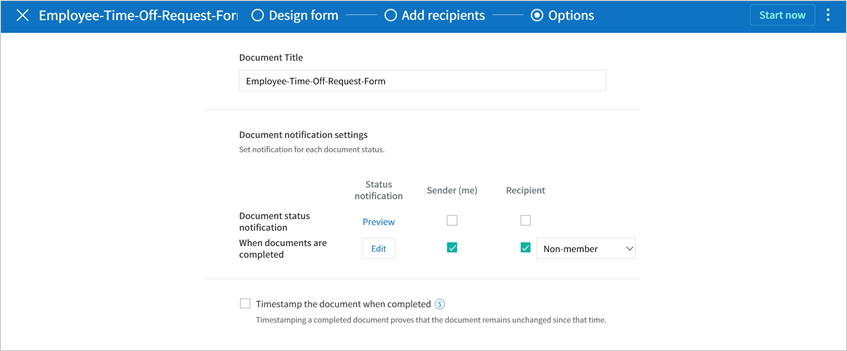 Employee-Time-Off-Request-For
Design form
Add recipients
Options
Start now
Document Title
Employee-Time-Off-Request-Form
Document notification settings
Set notification for each document status.
Status
notification
Sender (me)
Recipient
Document status
notification
Preview
When documents are
completed
Edit
Non-member
Timestamp the document when completed $
Timestamping a completed document proves that the document remains unchanged since that time.